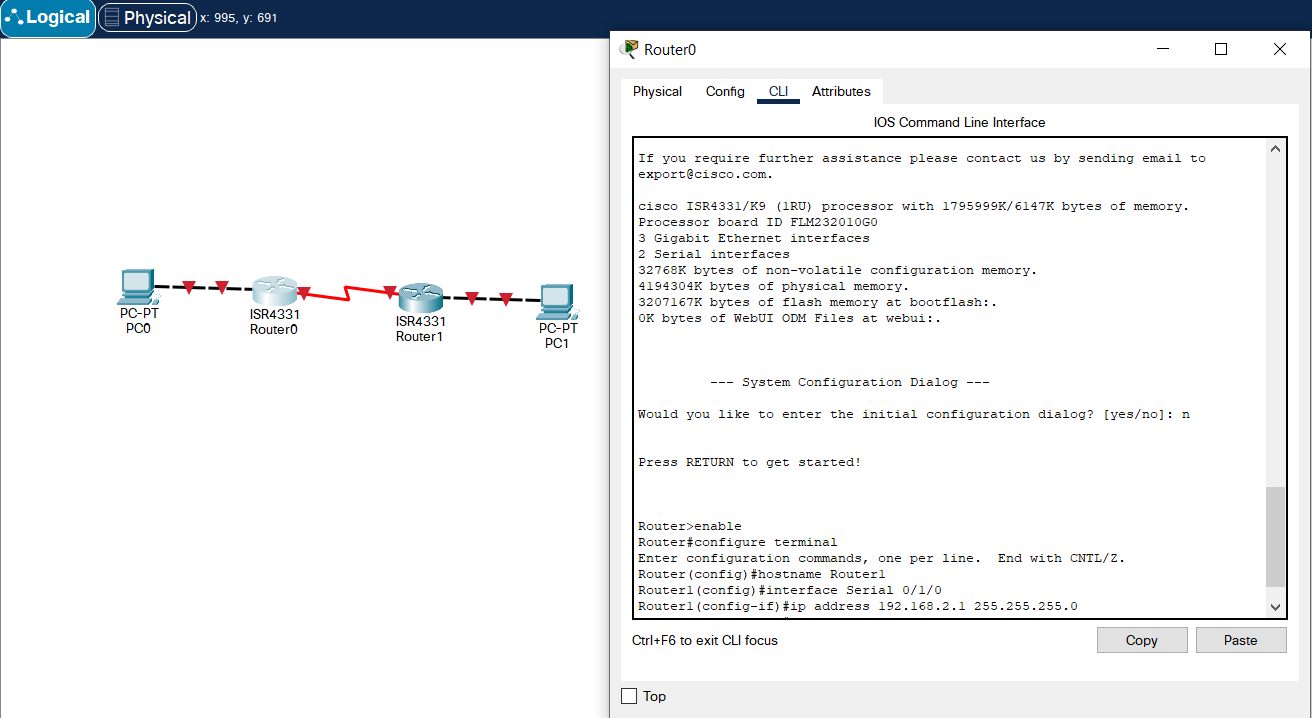 Logical Physical x: 995, y: 691
Router0
Physical Config CLI Attributes
IOS Command Line Interface
If you require further assistance please contact us by sending email to
export@cisco.com.
cisco ISR4331/K9 (1RU) processor with 1795999K/6147K bytes of memory.
Processor board ID FLM232010G0
3 Gigabit Ethernet interfaces
2 Serial interfaces
32768K bytes of non-volatile configuration memory.
4194304K bytes of physical memory.
3207167K bytes of flash memory at bootflash:.
0K bytes of WebUI ODM Files at webui:.
--- System Configuration Dialog ---
Would you like to enter the initial configuration dialog? [yes/no]: n
Press RETURN to get started!
Router>enable
Router#configure terminal
Enter configuration commands, one per line.  End with CNTL/Z.
Router(config)#hostname Router1
Router1(config)#interface Serial 0/1/0
Router1(config-if)#ip address 192.168.2.1 255.255.255.0
Ctrl+F6 to exit CLI focus
Copy
Paste
Top
PC-PT
PC0
ISR4331
Router0
ISR4331
Router1
PC-PT
PC1